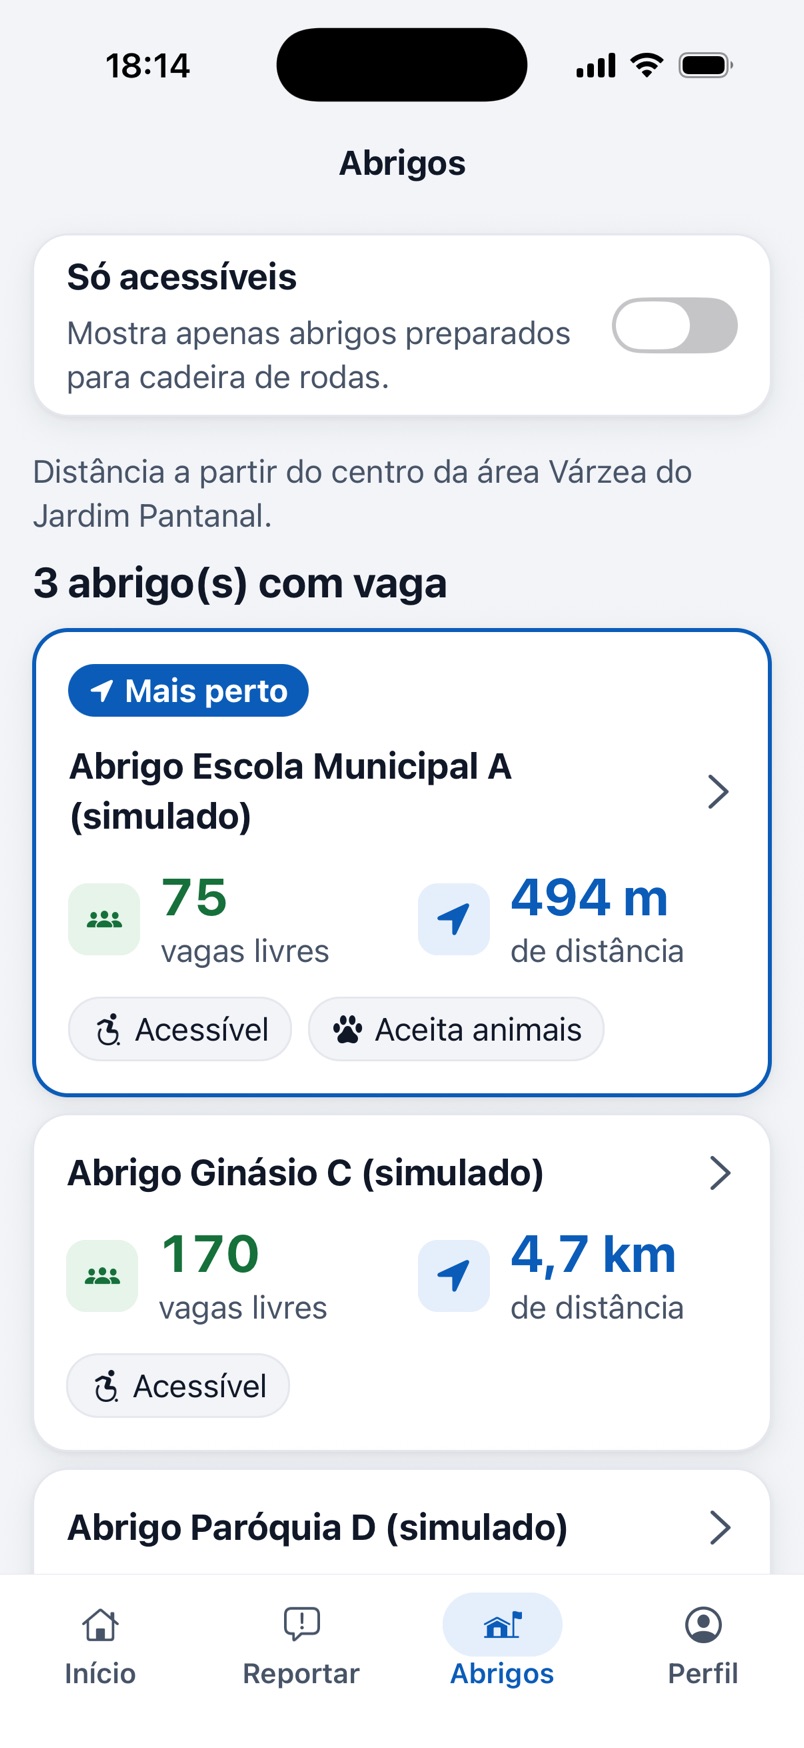 18:14
Abrigos
Só acessíveis
Mostra apenas abrigos preparados
para cadeira de rodas.
Distância a partir do centro da área Várzea do
Jardim Pantanal.
3 abrigo(s) com vaga
Mais perto
Abrigo Escola Municipal A
(simulado)
75
vagas livres
494 m
de distância
Acessível
Aceita animais
Abrigo Ginásio C (simulado)
170
vagas livres
4,7 km
de distância
Acessível
Abrigo Paróquia D (simulado)
Início
Reportar
Abrigos
Perfil